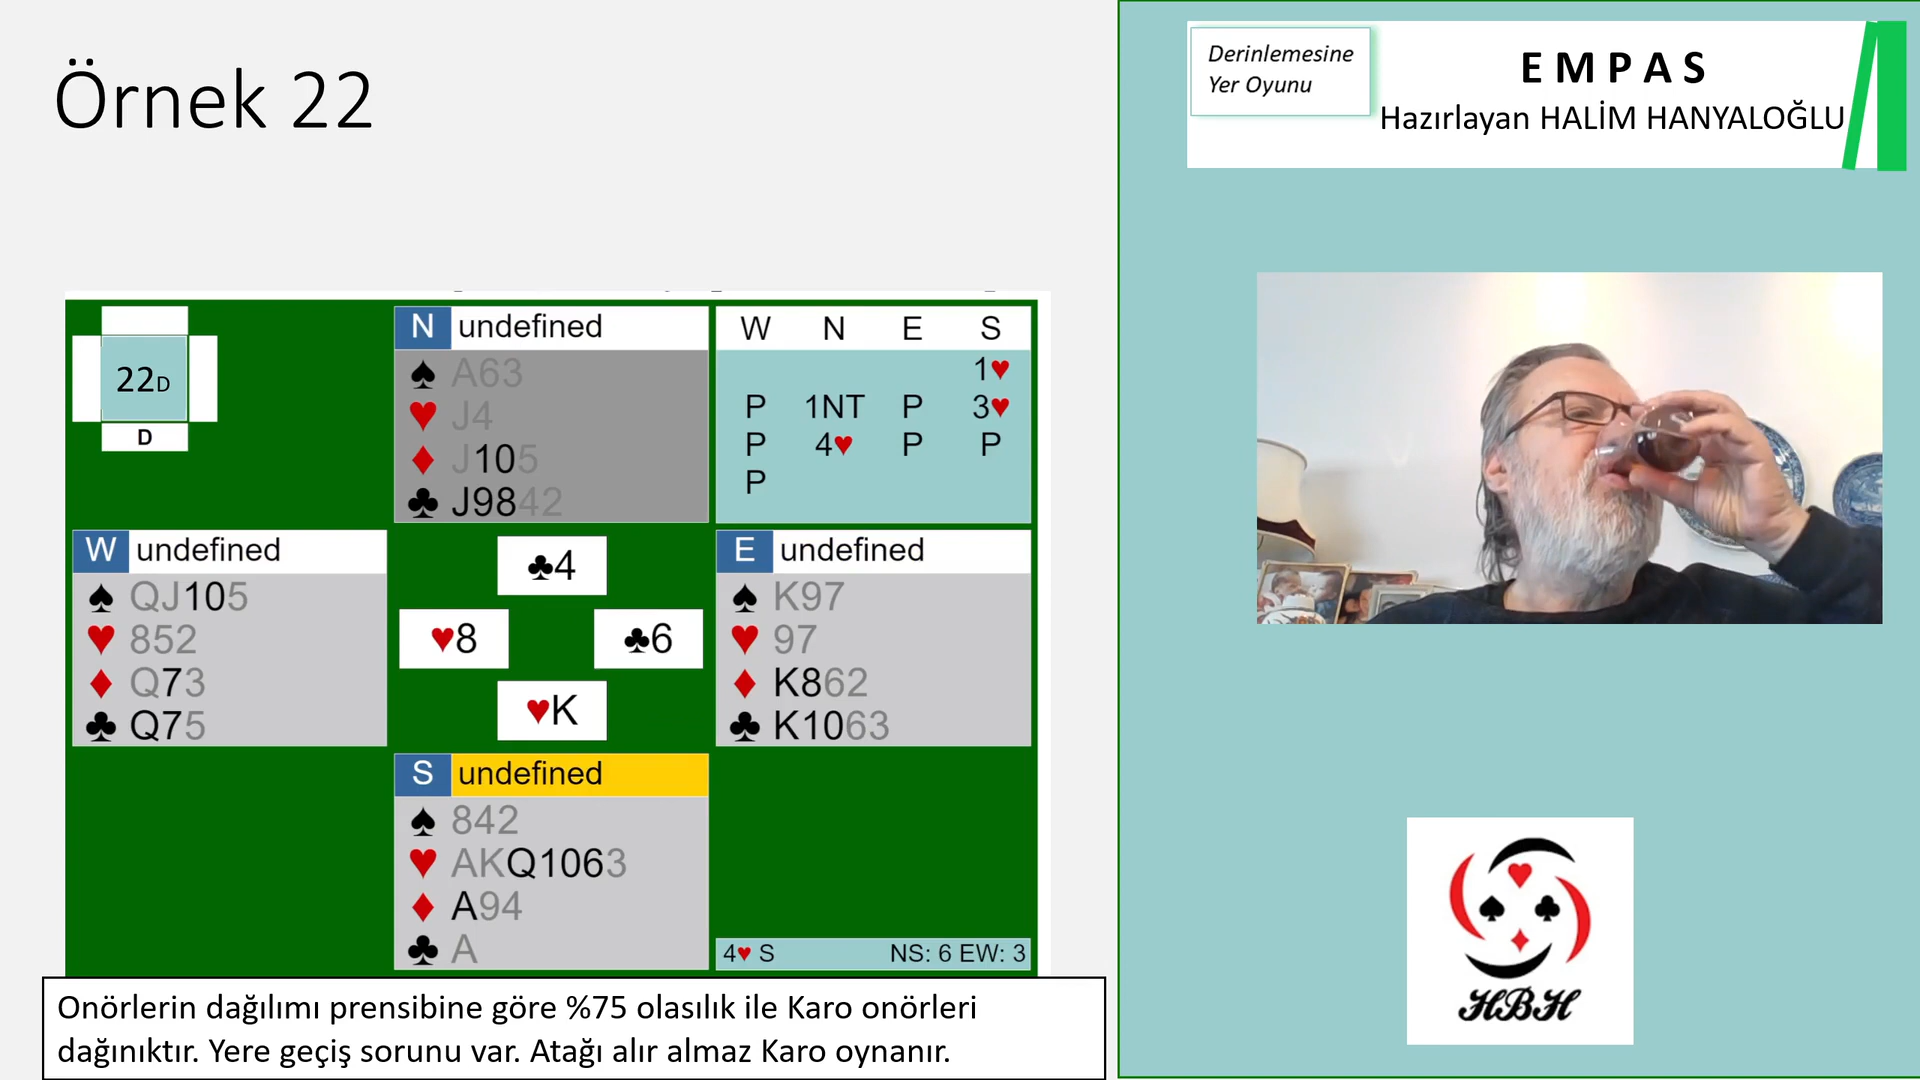 Örnek 22
Derinlemesine
Yer Oyunu
E M P A S
Hazırlayan HALİM HANYALOĞLU
22D
D
N undefined
♠ A63
♥ J4
♦ J105
♣ J9842
W N E S
1♥
P 1NT P 3♥
P 4♥ P P
P
W undefined
♠ QJ105
♥ 852
♦ Q73
♣ Q75
♣4
♥8 ♣6
♥K
E undefined
♠ K97
♥ 97
♦ K862
♣ K1063
S undefined
♠ 842
♥ AKQ1063
♦ A94
♣ A
4♥ S NS: 6 EW: 3
Onörlerin dağılımı prensibine göre %75 olasılık ile Karo onörleri
dağınıktır. Yere geçiş sorunu var. Atağı alır almaz Karo oynanır.
HBH